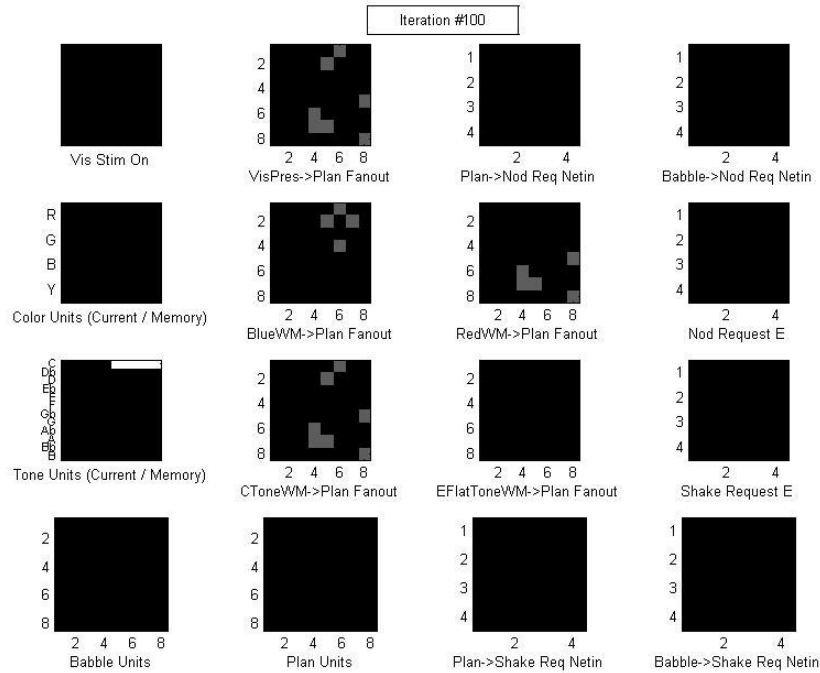 Iteration #100
2
4
6
8
1
2
3
4
1
2
3
4
Vis Stim On
2 4 6 8
VisPres->Plan Fanout
2 4
Plan->Nod Req Netin
2 4
Babble->Nod Req Netin
R
G
B
Y
2
4
6
8
2
4
6
8
1
2
3
4
Color Units (Current / Memory)
2 4 6 8
BlueWM->Plan Fanout
2 4 6 8
RedWM->Plan Fanout
2 4
Nod Request E
C
Db
D
Eb
E
F
Gb
G
Ab
A
Bb
B
2
4
6
8
2
4
6
8
1
2
3
4
Tone Units (Current / Memory)
2 4 6 8
CToneWM->Plan Fanout
2 4 6 8
EFlatToneWM->Plan Fanout
2 4
Shake Request E
2
4
6
8
2
4
6
8
1
2
3
4
1
2
3
4
2 4 6 8
Babble Units
2 4 6 8
Plan Units
2 4
Plan->Shake Req Netin
2 4
Babble->Shake Req Netin